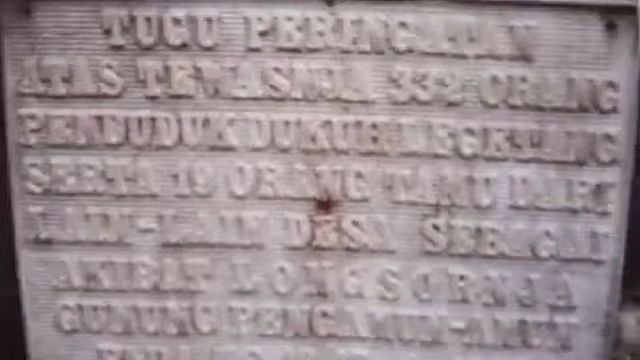 TUGU PERINGATAN
ATAS TEWASNJA 332 ORANG
PENDUDUK DUKUH LEGETANG
SERTA 19 ORANG TAMU DARI
LAIN-LAIN DESA SEBAGAI
AKIBAT LONGSORNJA
GUNUNG PENGAMUN-AMUN